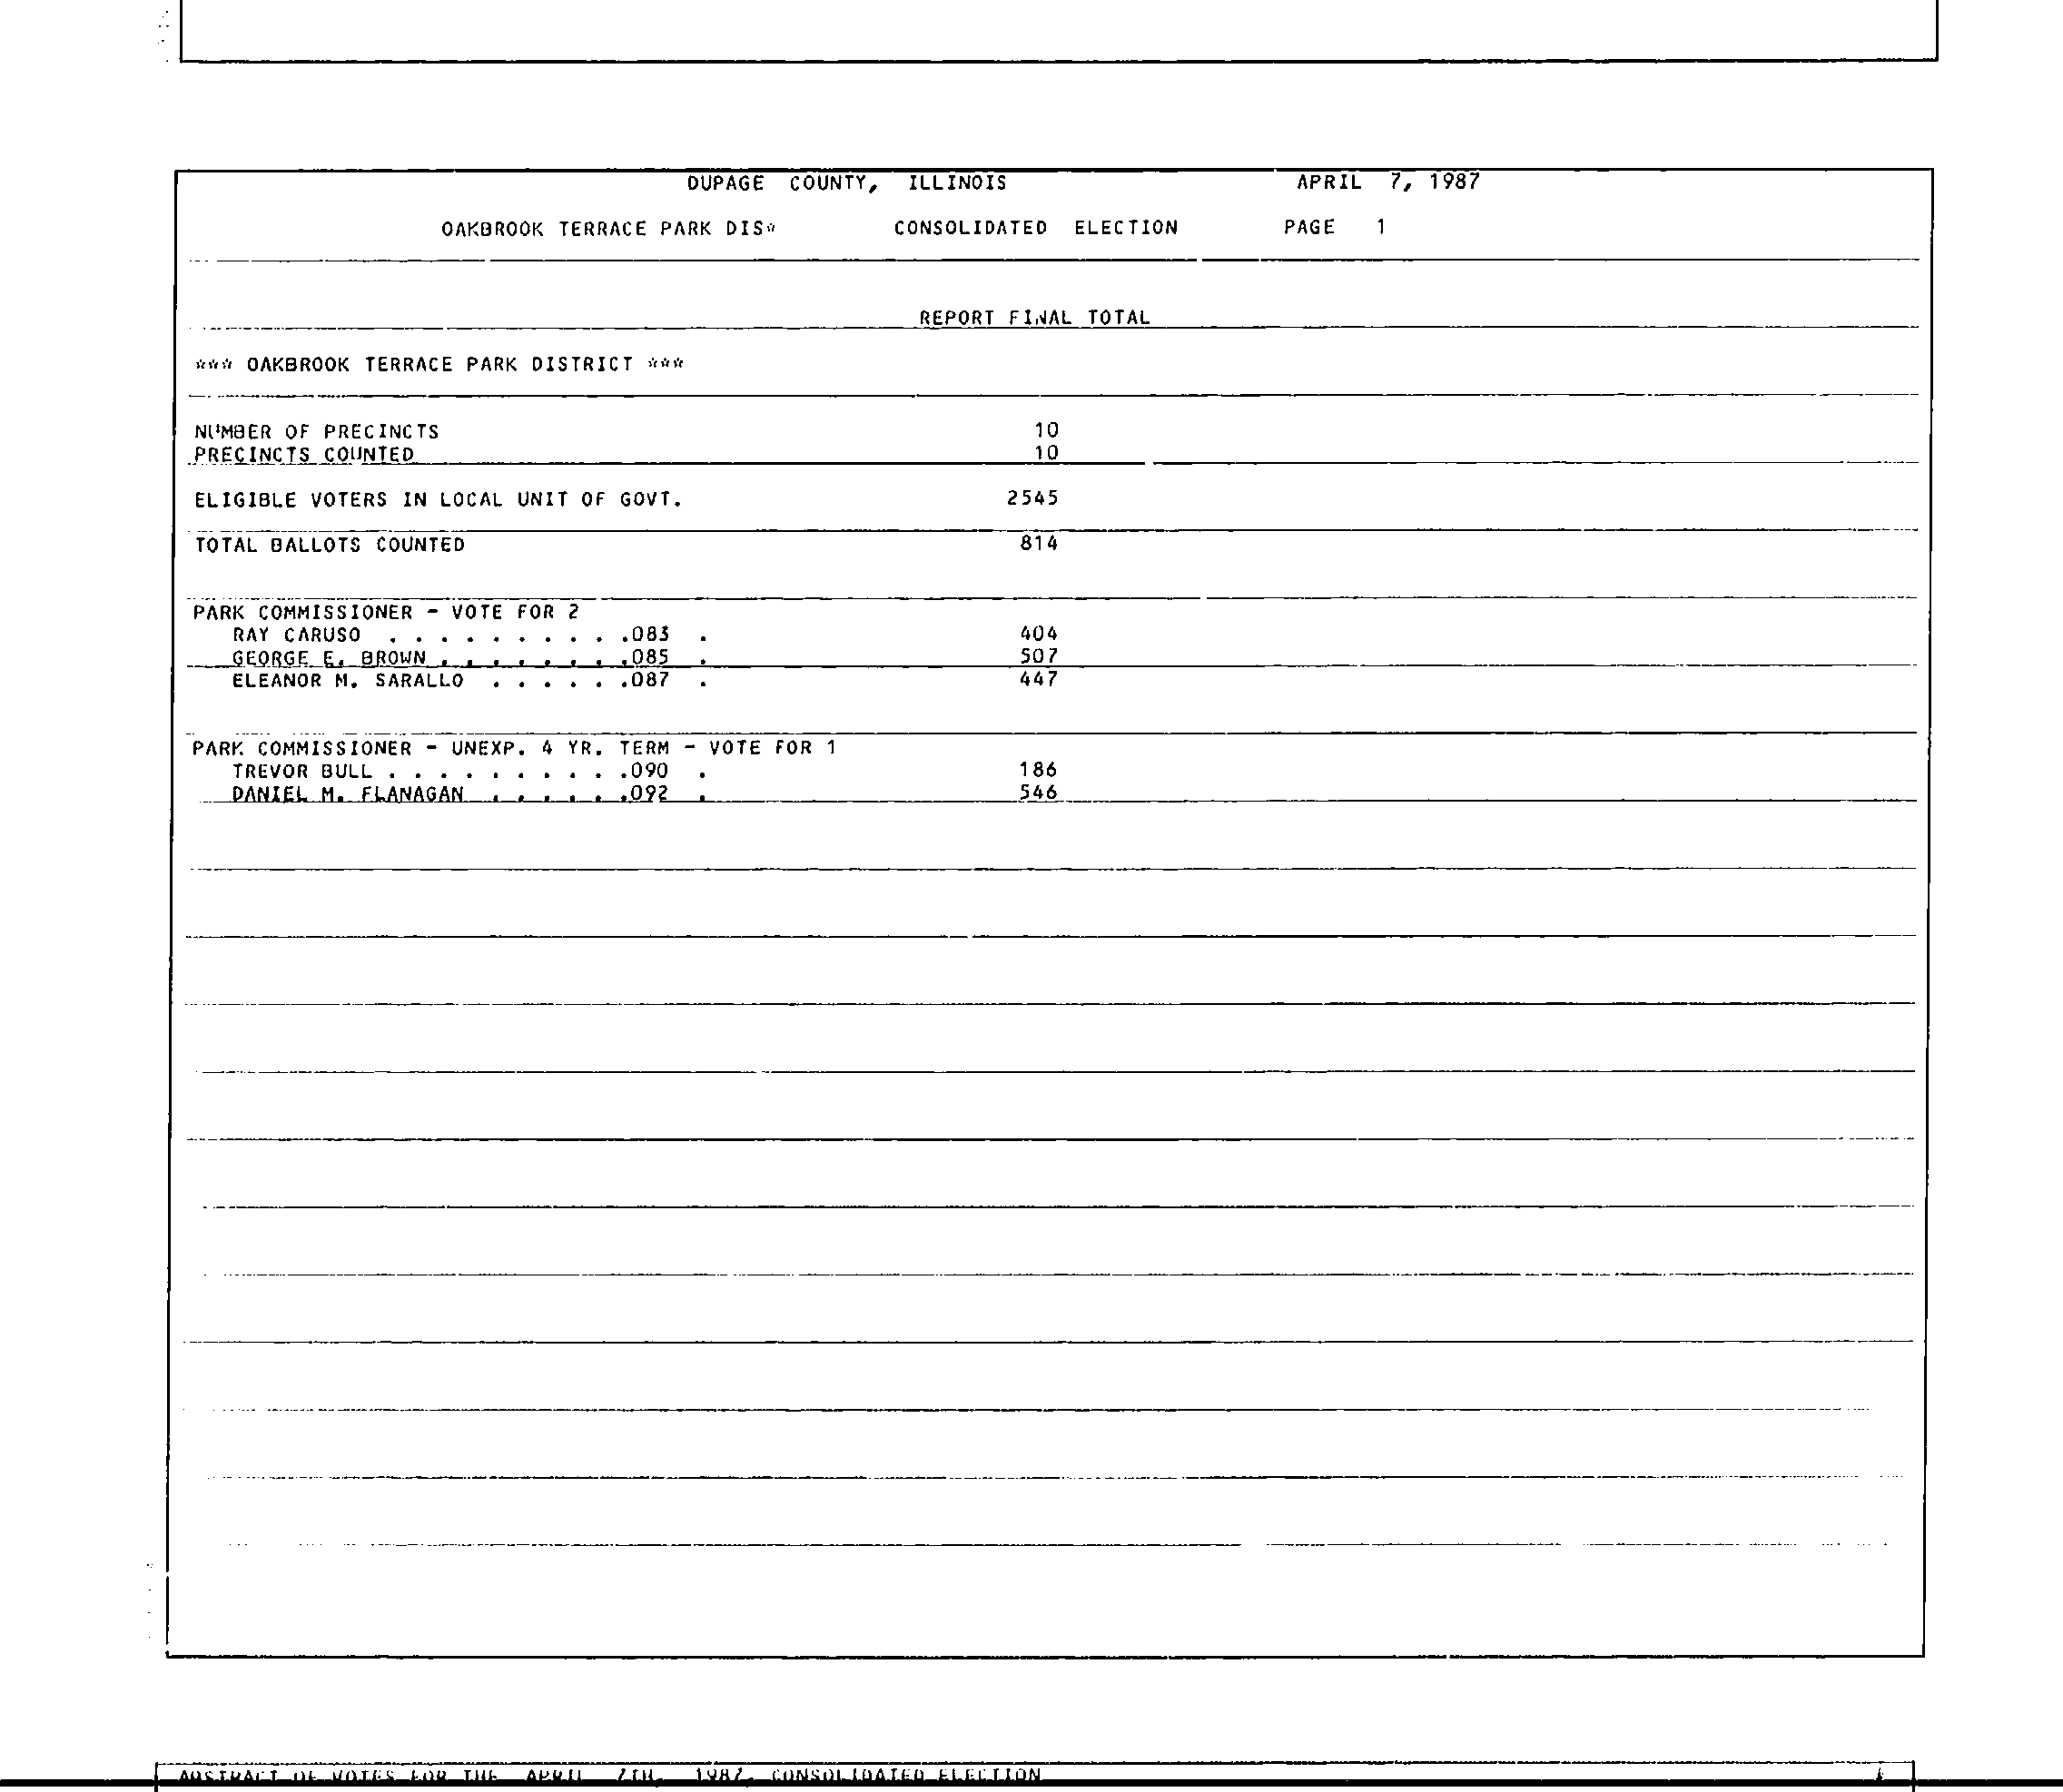 DUPAGE COUNTY, ILLINOIS APRIL 7, 1987
OAKBROOK TERRACE PARK DIS* CONSOLIDATED ELECTION PAGE 1
REPORT FINAL TOTAL
*** OAKBROOK TERRACE PARK DISTRICT ***
NUMBER OF PRECINCTS 10
PRECINCTS COUNTED 10
ELIGIBLE VOTERS IN LOCAL UNIT OF GOVT. 2545
TOTAL BALLOTS COUNTED 814
PARK COMMISSIONER - VOTE FOR 2
RAY CARUSO . . . . . . . . . .083 . 404
GEORGE E. BROWN . . . . . . . .085 . 507
ELEANOR M. SARALLO . . . . . .087 . 447
PARK COMMISSIONER - UNEXP. 4 YR. TERM - VOTE FOR 1
TREVOR BULL . . . . . . . . . .090 . 186
DANIEL M. FLANAGAN . . . . . .092 . 546
ABSTRACT OF VOTES FOR THE APRIL 7TH, 1987, CONSOLIDATED ELECTION